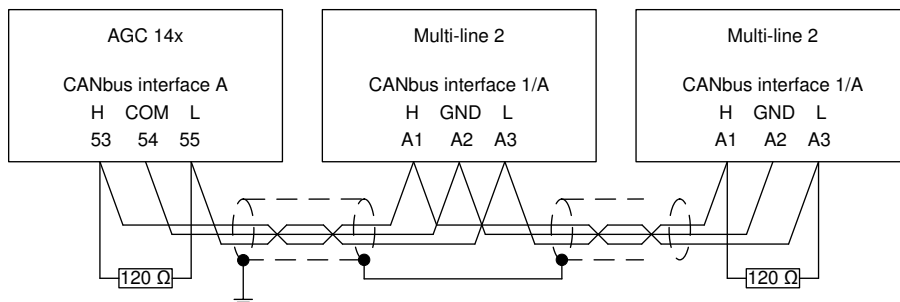 AGC 14x
CANbus interface A
H COM L
53 54 55
120 Ω
Multi-line 2
CANbus interface 1/A
H GND L
A1 A2 A3
Multi-line 2
CANbus interface 1/A
H GND L
A1 A2 A3
120 Ω